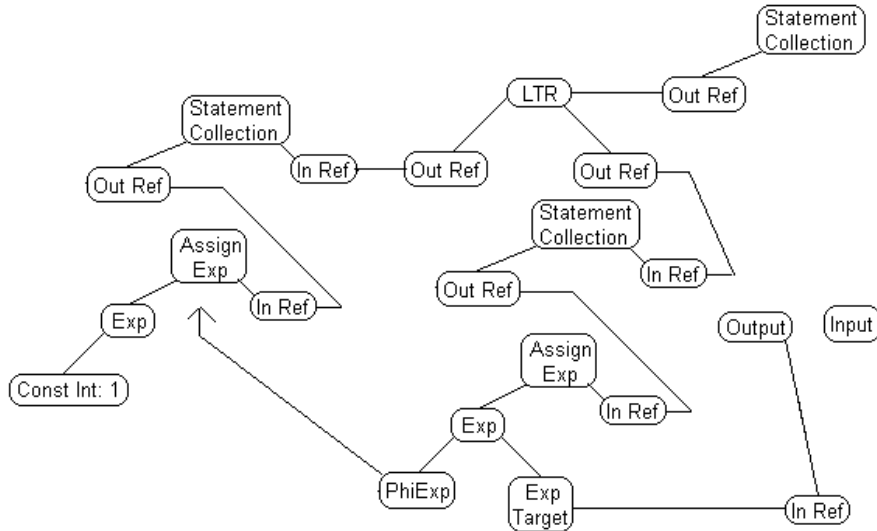 Statement
Collection
LTR
Out Ref
Statement
Collection
In Ref
Out Ref
Out Ref
Out Ref
Statement
Collection
Assign
Exp
In Ref
Out Ref
In Ref
Exp
Output
Input
Assign
Exp
Const Int: 1
In Ref
Exp
PhiExp
Exp
Target
In Ref